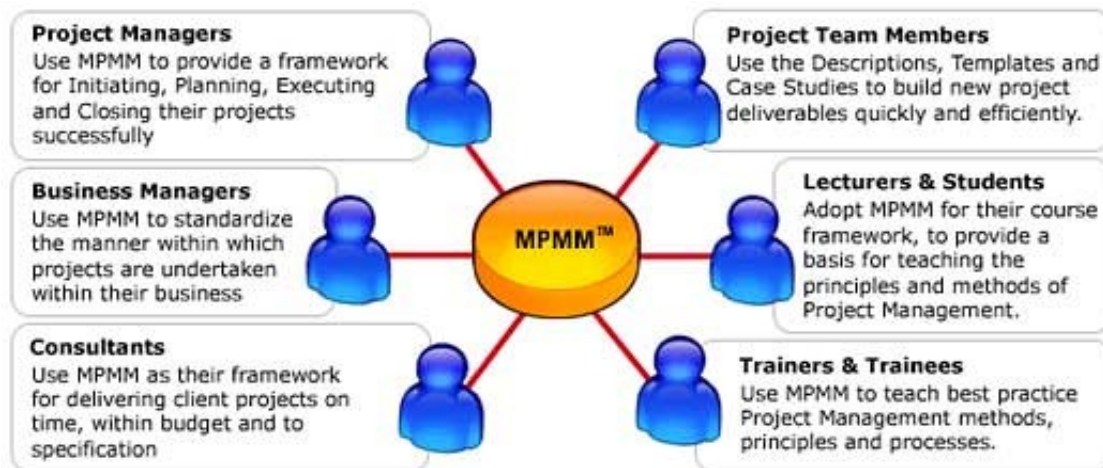 Project Managers
Use MPMM to provide a framework
for Initiating, Planning, Executing
and Closing their projects
successfully
Project Team Members
Use the Descriptions, Templates and
Case Studies to build new project
deliverables quickly and efficiently.
Business Managers
Use MPMM to standardize
the manner within which
projects are undertaken
within their business
MPMM™
Lecturers & Students
Adopt MPMM for their course
framework, to provide a
basis for teaching the
principles and methods of
Project Management.
Consultants
Use MPMM as their framework
for delivering client projects on
time, within budget and to
specification
Trainers & Trainees
Use MPMM to teach best practice
Project Management methods,
principles and processes.